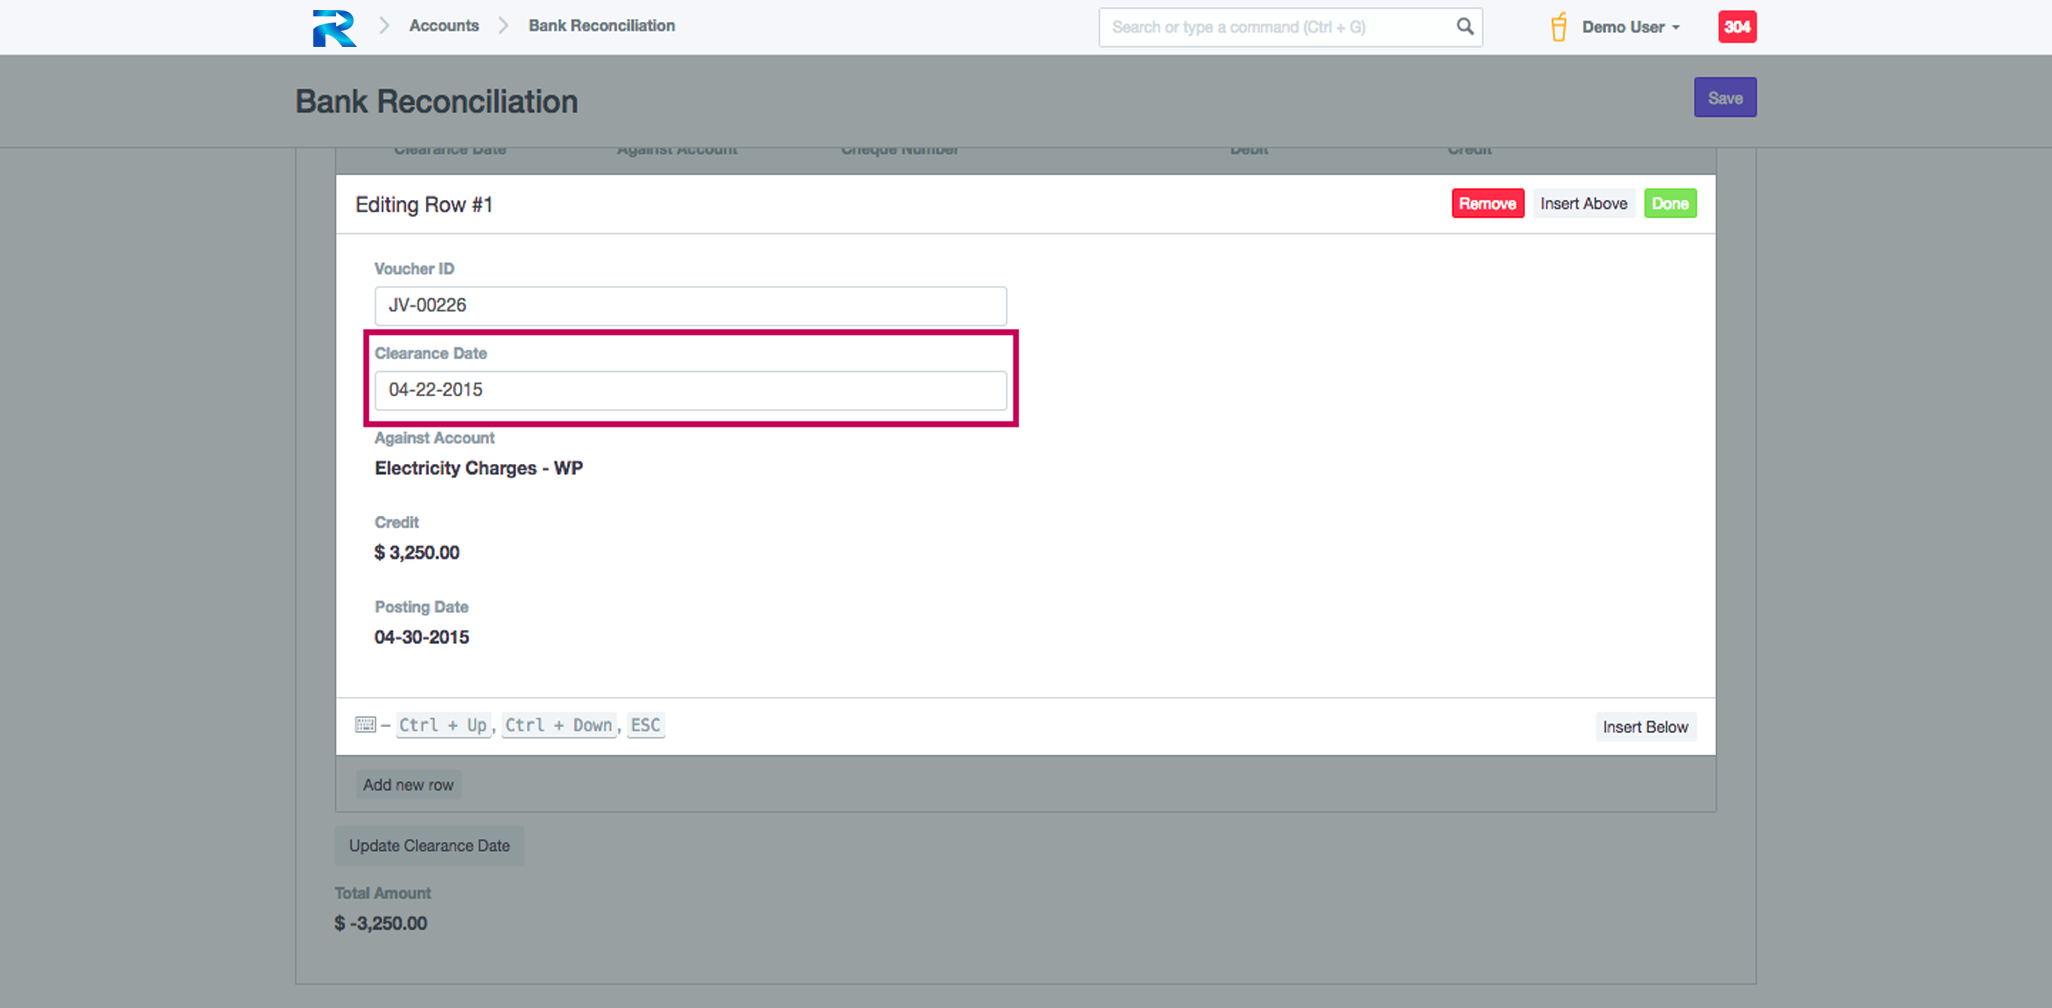 Accounts Bank Reconciliation Search or type a command (Ctrl + G) Demo User 304
Bank Reconciliation Save
Clearance Date Against Account Cheque Number Debit Credit
Editing Row #1 Remove Insert Above Done
Voucher ID
JV-00226
Clearance Date
04-22-2015
Against Account
Electricity Charges - WP
Credit
$ 3,250.00
Posting Date
04-30-2015
– Ctrl + Up, Ctrl + Down, ESC Insert Below
Add new row
Update Clearance Date
Total Amount
$ -3,250.00